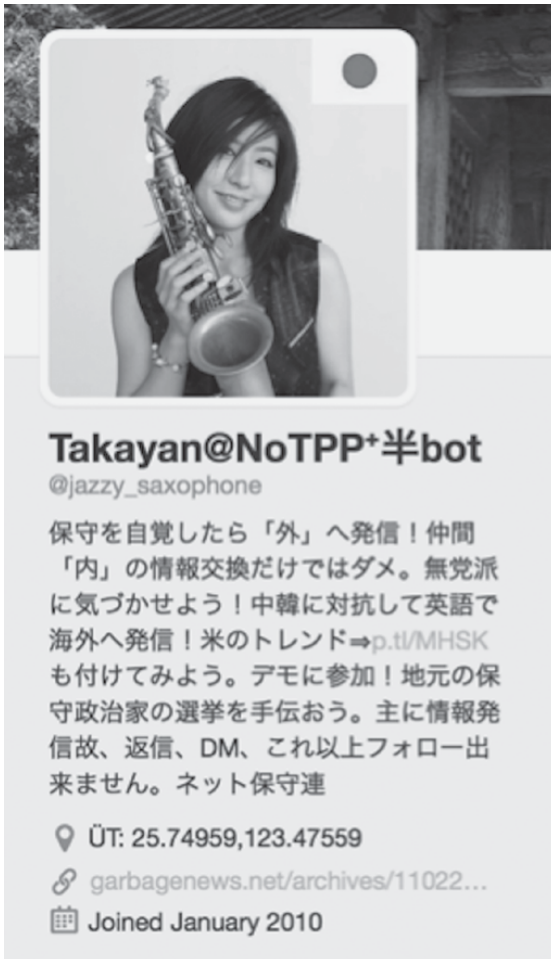 Takayan@NoTPP⁺半bot
@jazzy_saxophone
保守を自覚したら「外」へ発信！仲間
「内」の情報交換だけではダメ。無党派
に気づかせよう！中韓に対抗して英語で
海外へ発信！米のトレンド⇒p.tl/MHSK
も付けてみよう。デモに参加！地元の保
守政治家の選挙を手伝おう。主に情報発
信故、返信、DM、これ以上フォロー出
来ません。ネット保守連
ÜT: 25.74959,123.47559
garbagenews.net/archives/11022...
Joined January 2010